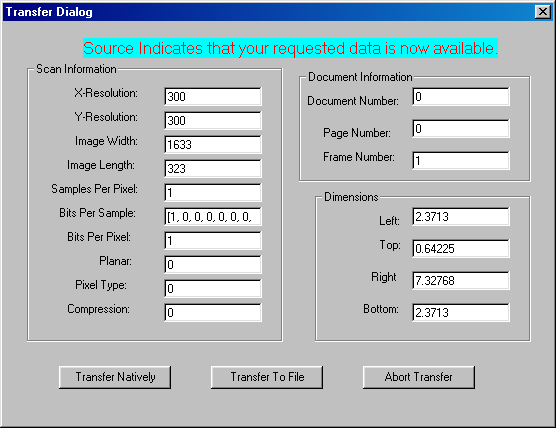 Transfer Dialog
Source Indicates that your requested data is now available.
Scan Information
X-Resolution: 300
Y-Resolution: 300
Image Width: 1633
Image Length: 323
Samples Per Pixel: 1
Bits Per Sample: [1, 0, 0, 0, 0, 0, 0,
Bits Per Pixel: 1
Planar: 0
Pixel Type: 0
Compression: 0
Document Information
Document Number: 0
Page Number: 0
Frame Number: 1
Dimensions
Left: 2.3713
Top: 0.64225
Right 7.32768
Bottom: 2.3713
Transfer Natively
Transfer To File
Abort Transfer